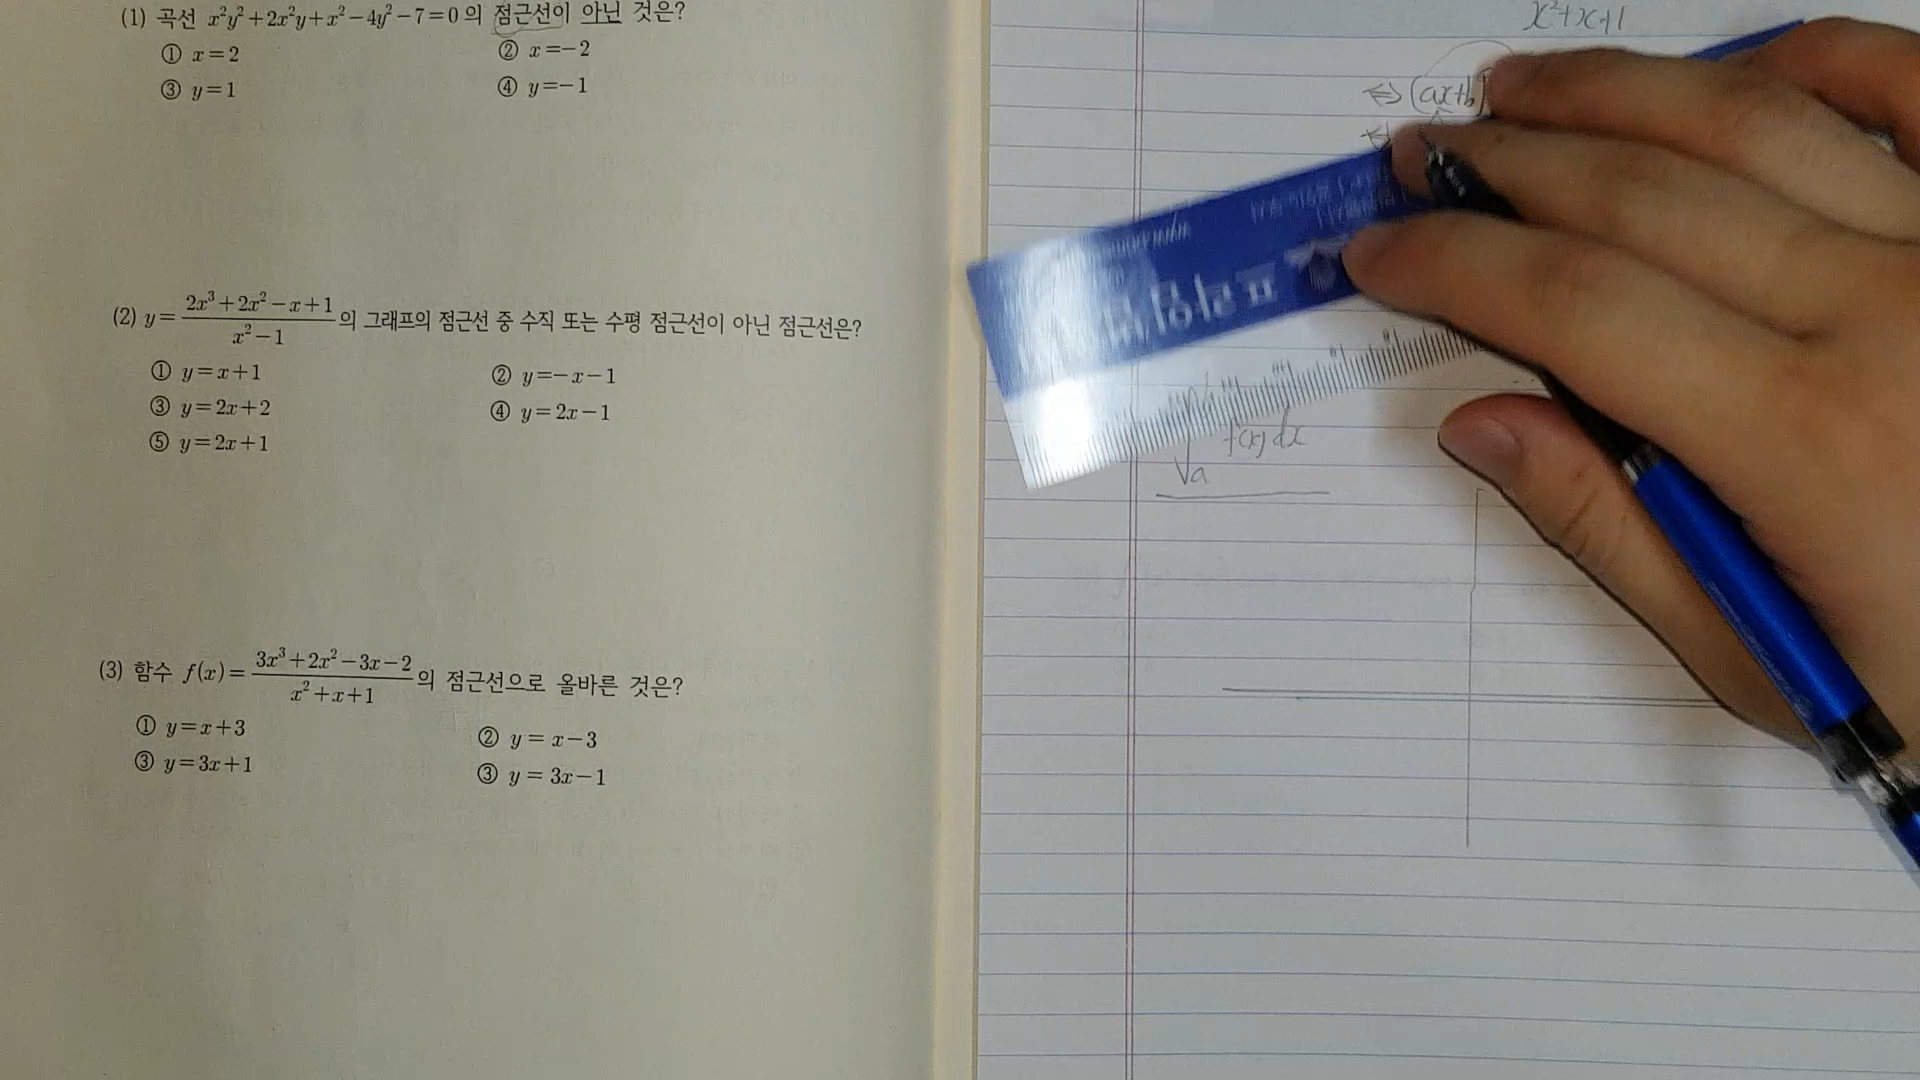 (1) 곡선 x²y²+2x²y+x²-4y²-7=0의 점근선이 아닌 것은?
① x=2 ② x=-2
③ y=1 ④ y=-1
(2) y=(2x³+2x²-x+1)/(x²-1)의 그래프의 점근선 중 수직 또는 수평 점근선이 아닌 점근선은?
① y=x+1 ② y=-x-1
③ y=2x+2 ④ y=2x-1
⑤ y=2x+1
(3) 함수 f(x)=(3x³+2x²-3x-2)/(x²+x+1)의 점근선으로 올바른 것은?
① y=x+3 ② y = x-3
③ y=3x+1 ③ y = 3x-1
x²+x+1
⇔ (ax+b)
f(x) dx
a